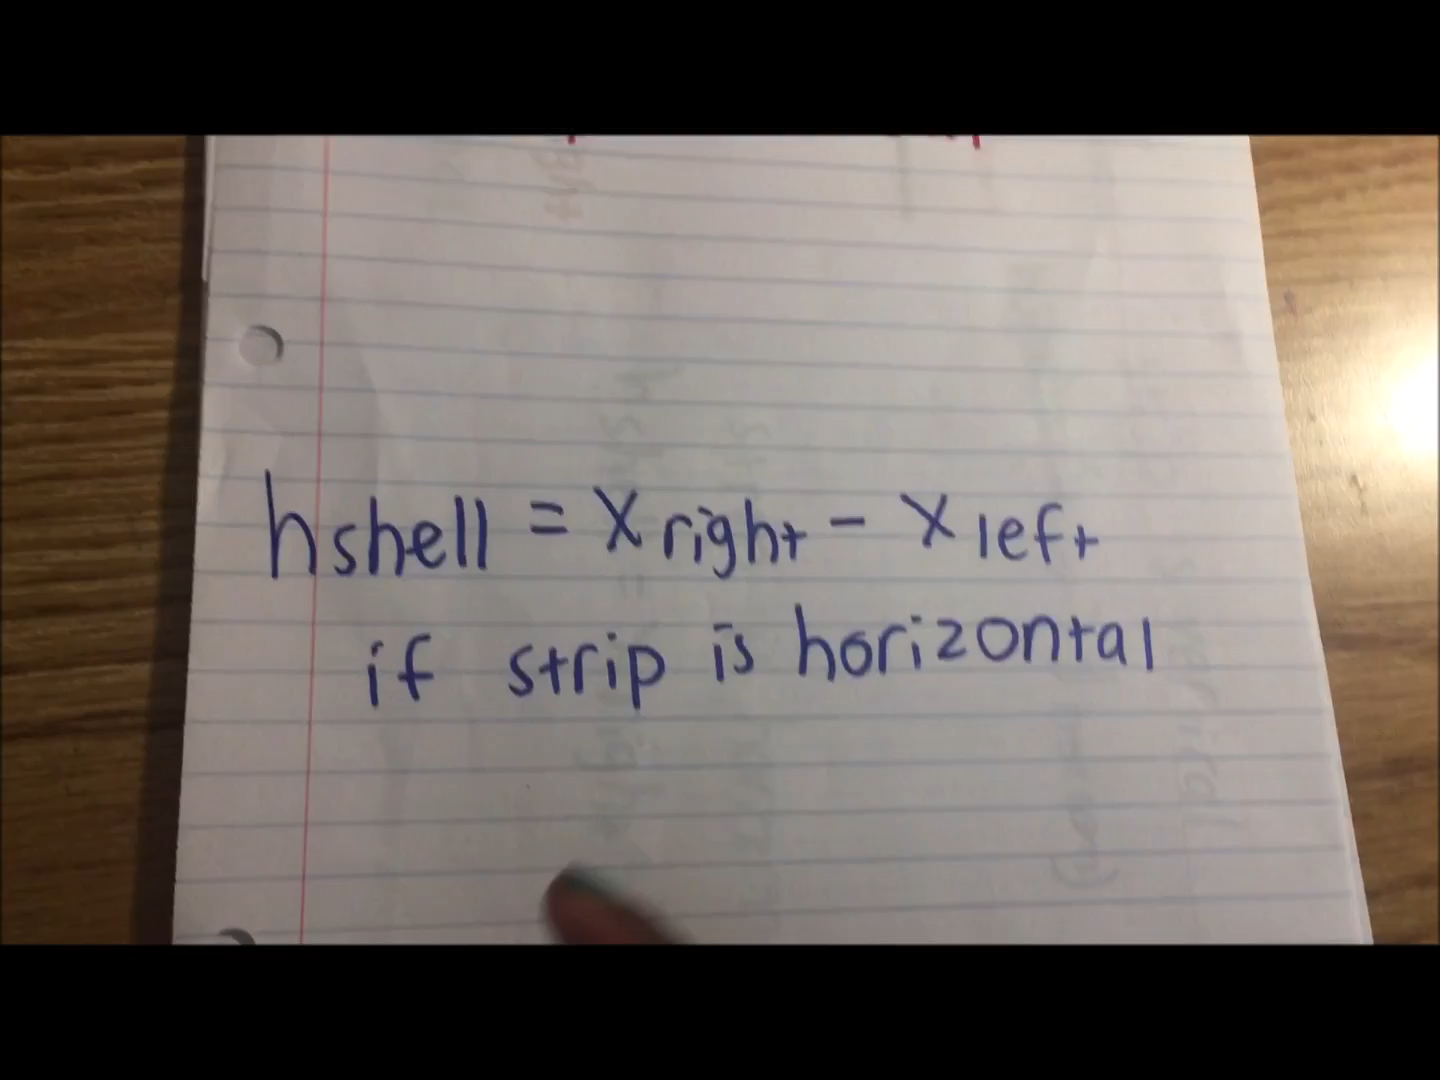 hshell = Xright - Xleft
if strip is horizontal